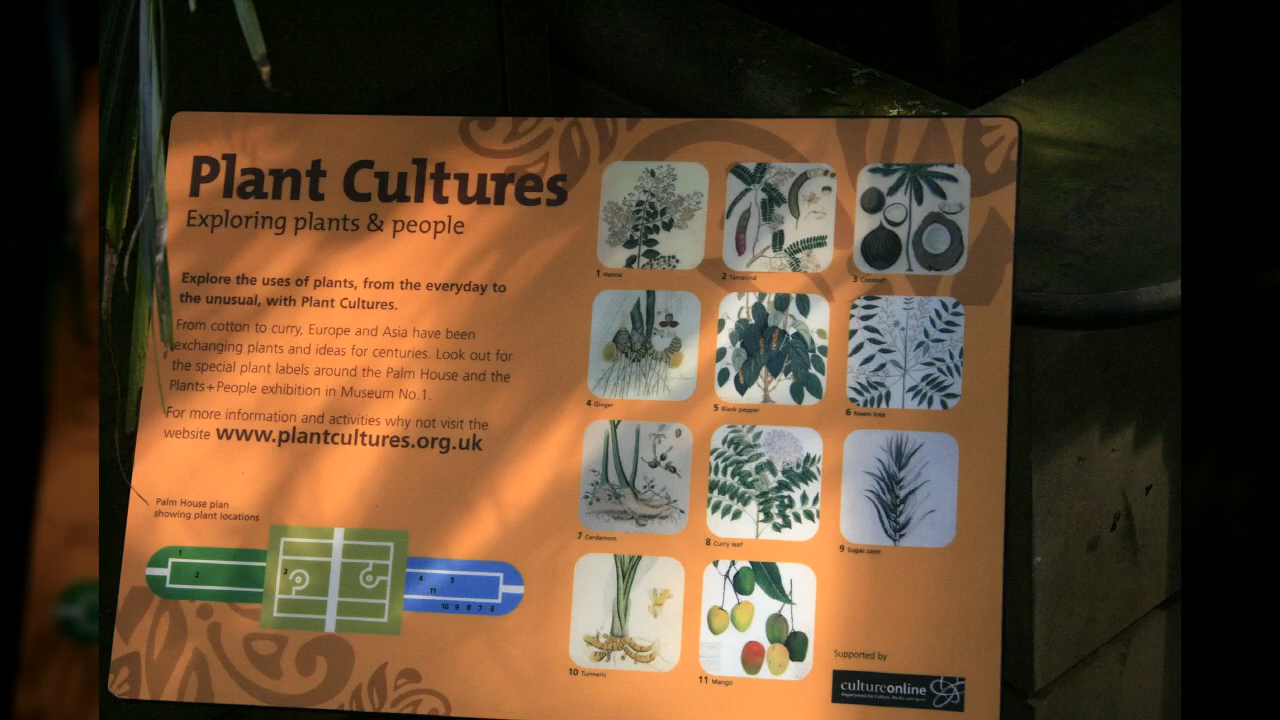 Plant Cultures
Exploring plants & people
Explore the uses of plants, from the everyday to
the unusual, with Plant Cultures.
From cotton to curry, Europe and Asia have been
exchanging plants and ideas for centuries. Look out for
the special plant labels around the Palm House and the
Plants+People exhibition in Museum No.1.
For more information and activities why not visit the
website www.plantcultures.org.uk
Palm House plan
showing plant locations
1
2
3
4 5
11
10 9 8 7 6
1 Henna
2 Tamarind
3 Coconut
4 Ginger
5 Black pepper
6 Neem tree
7 Cardamom
8 Curry leaf
9 Sugar cane
10 Turmeric
11 Mango
Supported by
cultureonline
Department for Culture, Media and Sport